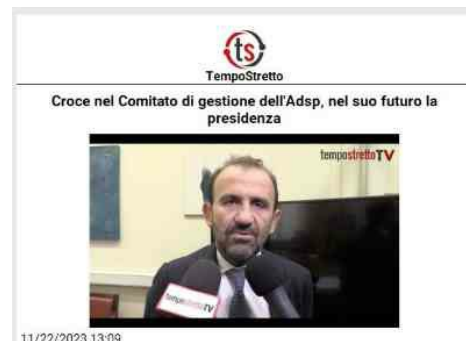 ts
TempoStretto
Croce nel Comitato di gestione dell'Adsp, nel suo futuro la
presidenza
tempostrettoTV
tempostrettoTV
11/22/2023 13:09